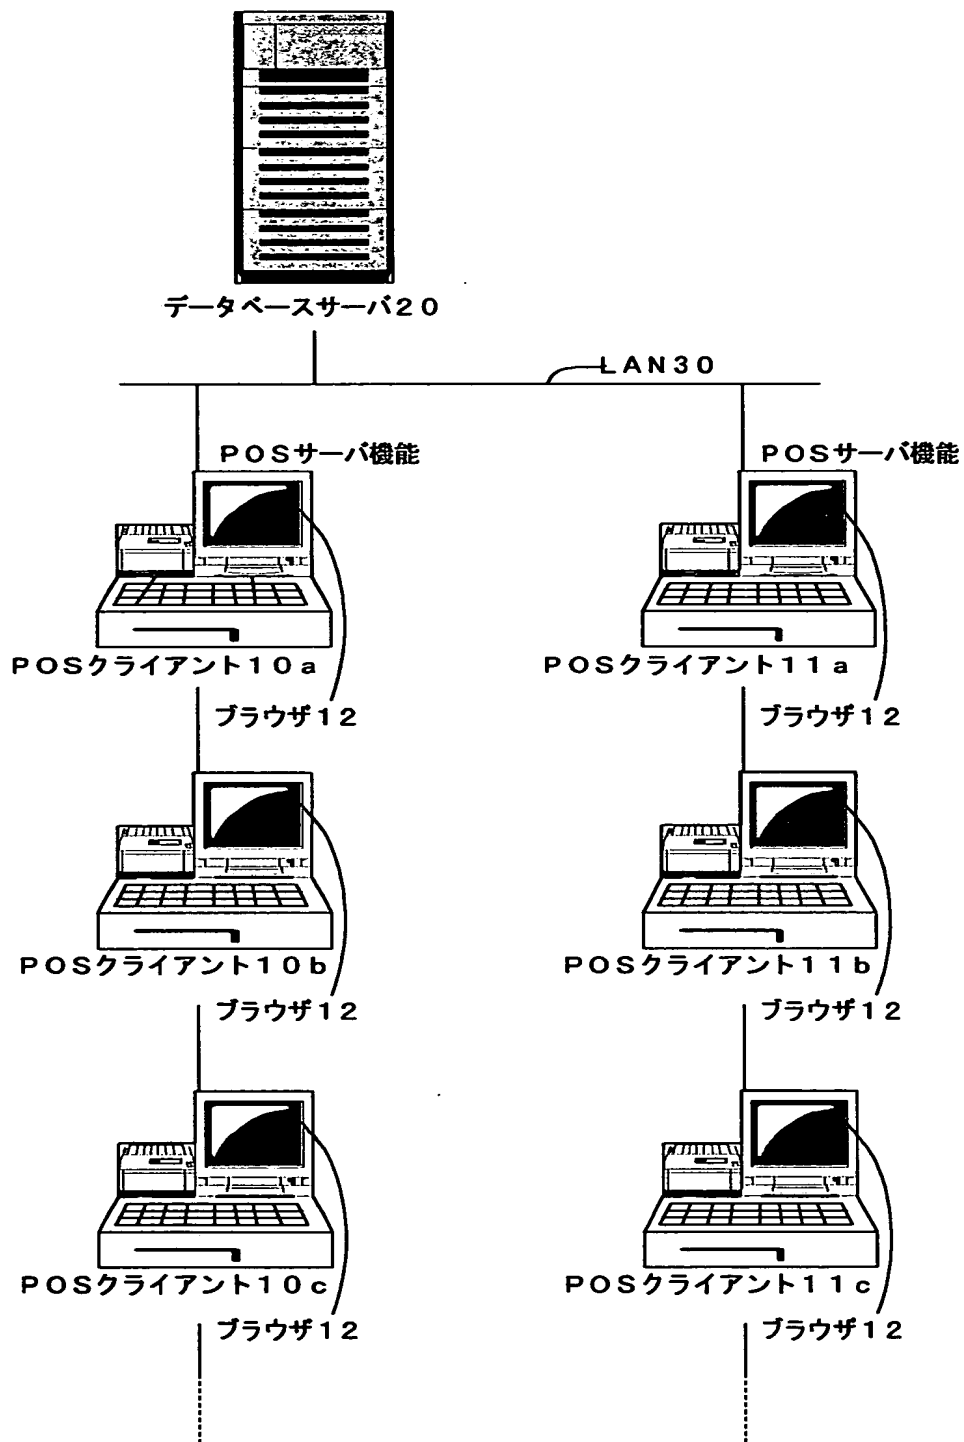 データベースサーバ20
LAN30
POSサーバ機能
POSサーバ機能
POSクライアント10a
POSクライアント11a
ブラウザ12
ブラウザ12
POSクライアント10b
POSクライアント11b
ブラウザ12
ブラウザ12
POSクライアント10c
POSクライアント11c
ブラウザ12
ブラウザ12